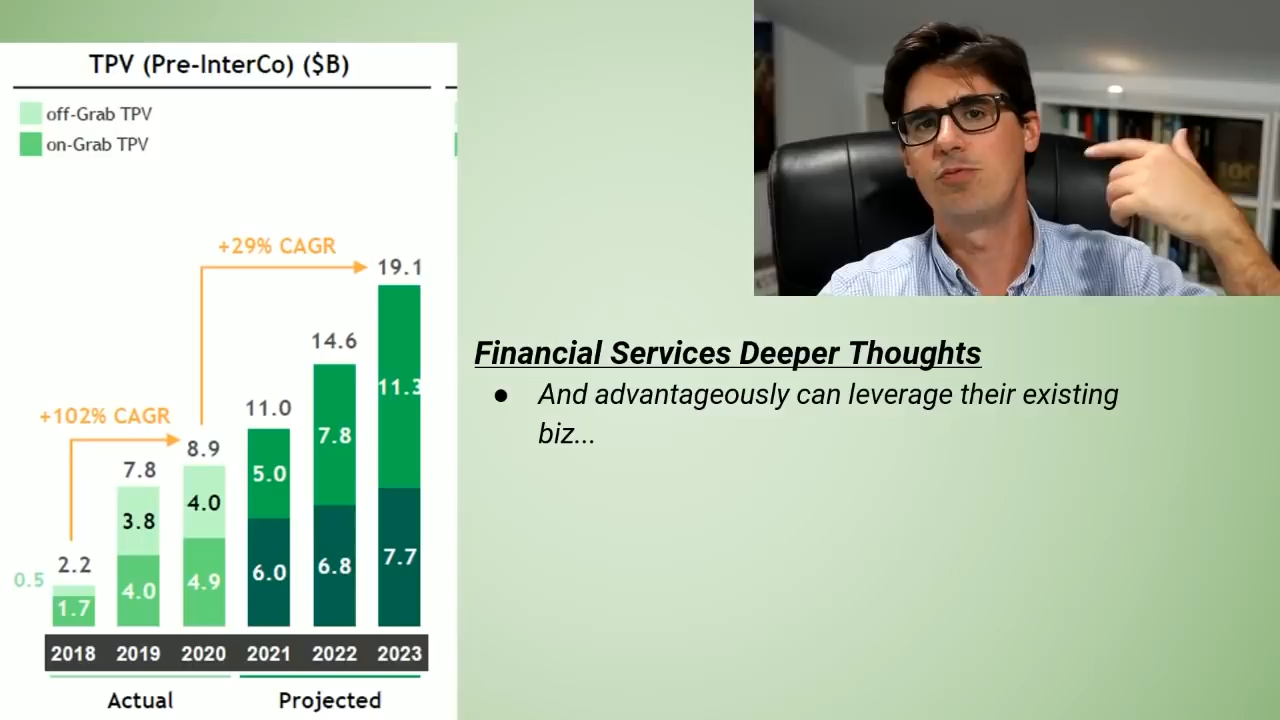 TPV (Pre-InterCo) ($B)
off-Grab TPV
on-Grab TPV
+29% CAGR
19.1
14.6
11.3
+102% CAGR
11.0
8.9
7.8
7.8
5.0
4.0
3.8
2.2
0.5
1.7
4.0
4.9
6.0
6.8
7.7
2018 2019 2020 2021 2022 2023
Actual Projected
Financial Services Deeper Thoughts
● And advantageously can leverage their existing
biz...